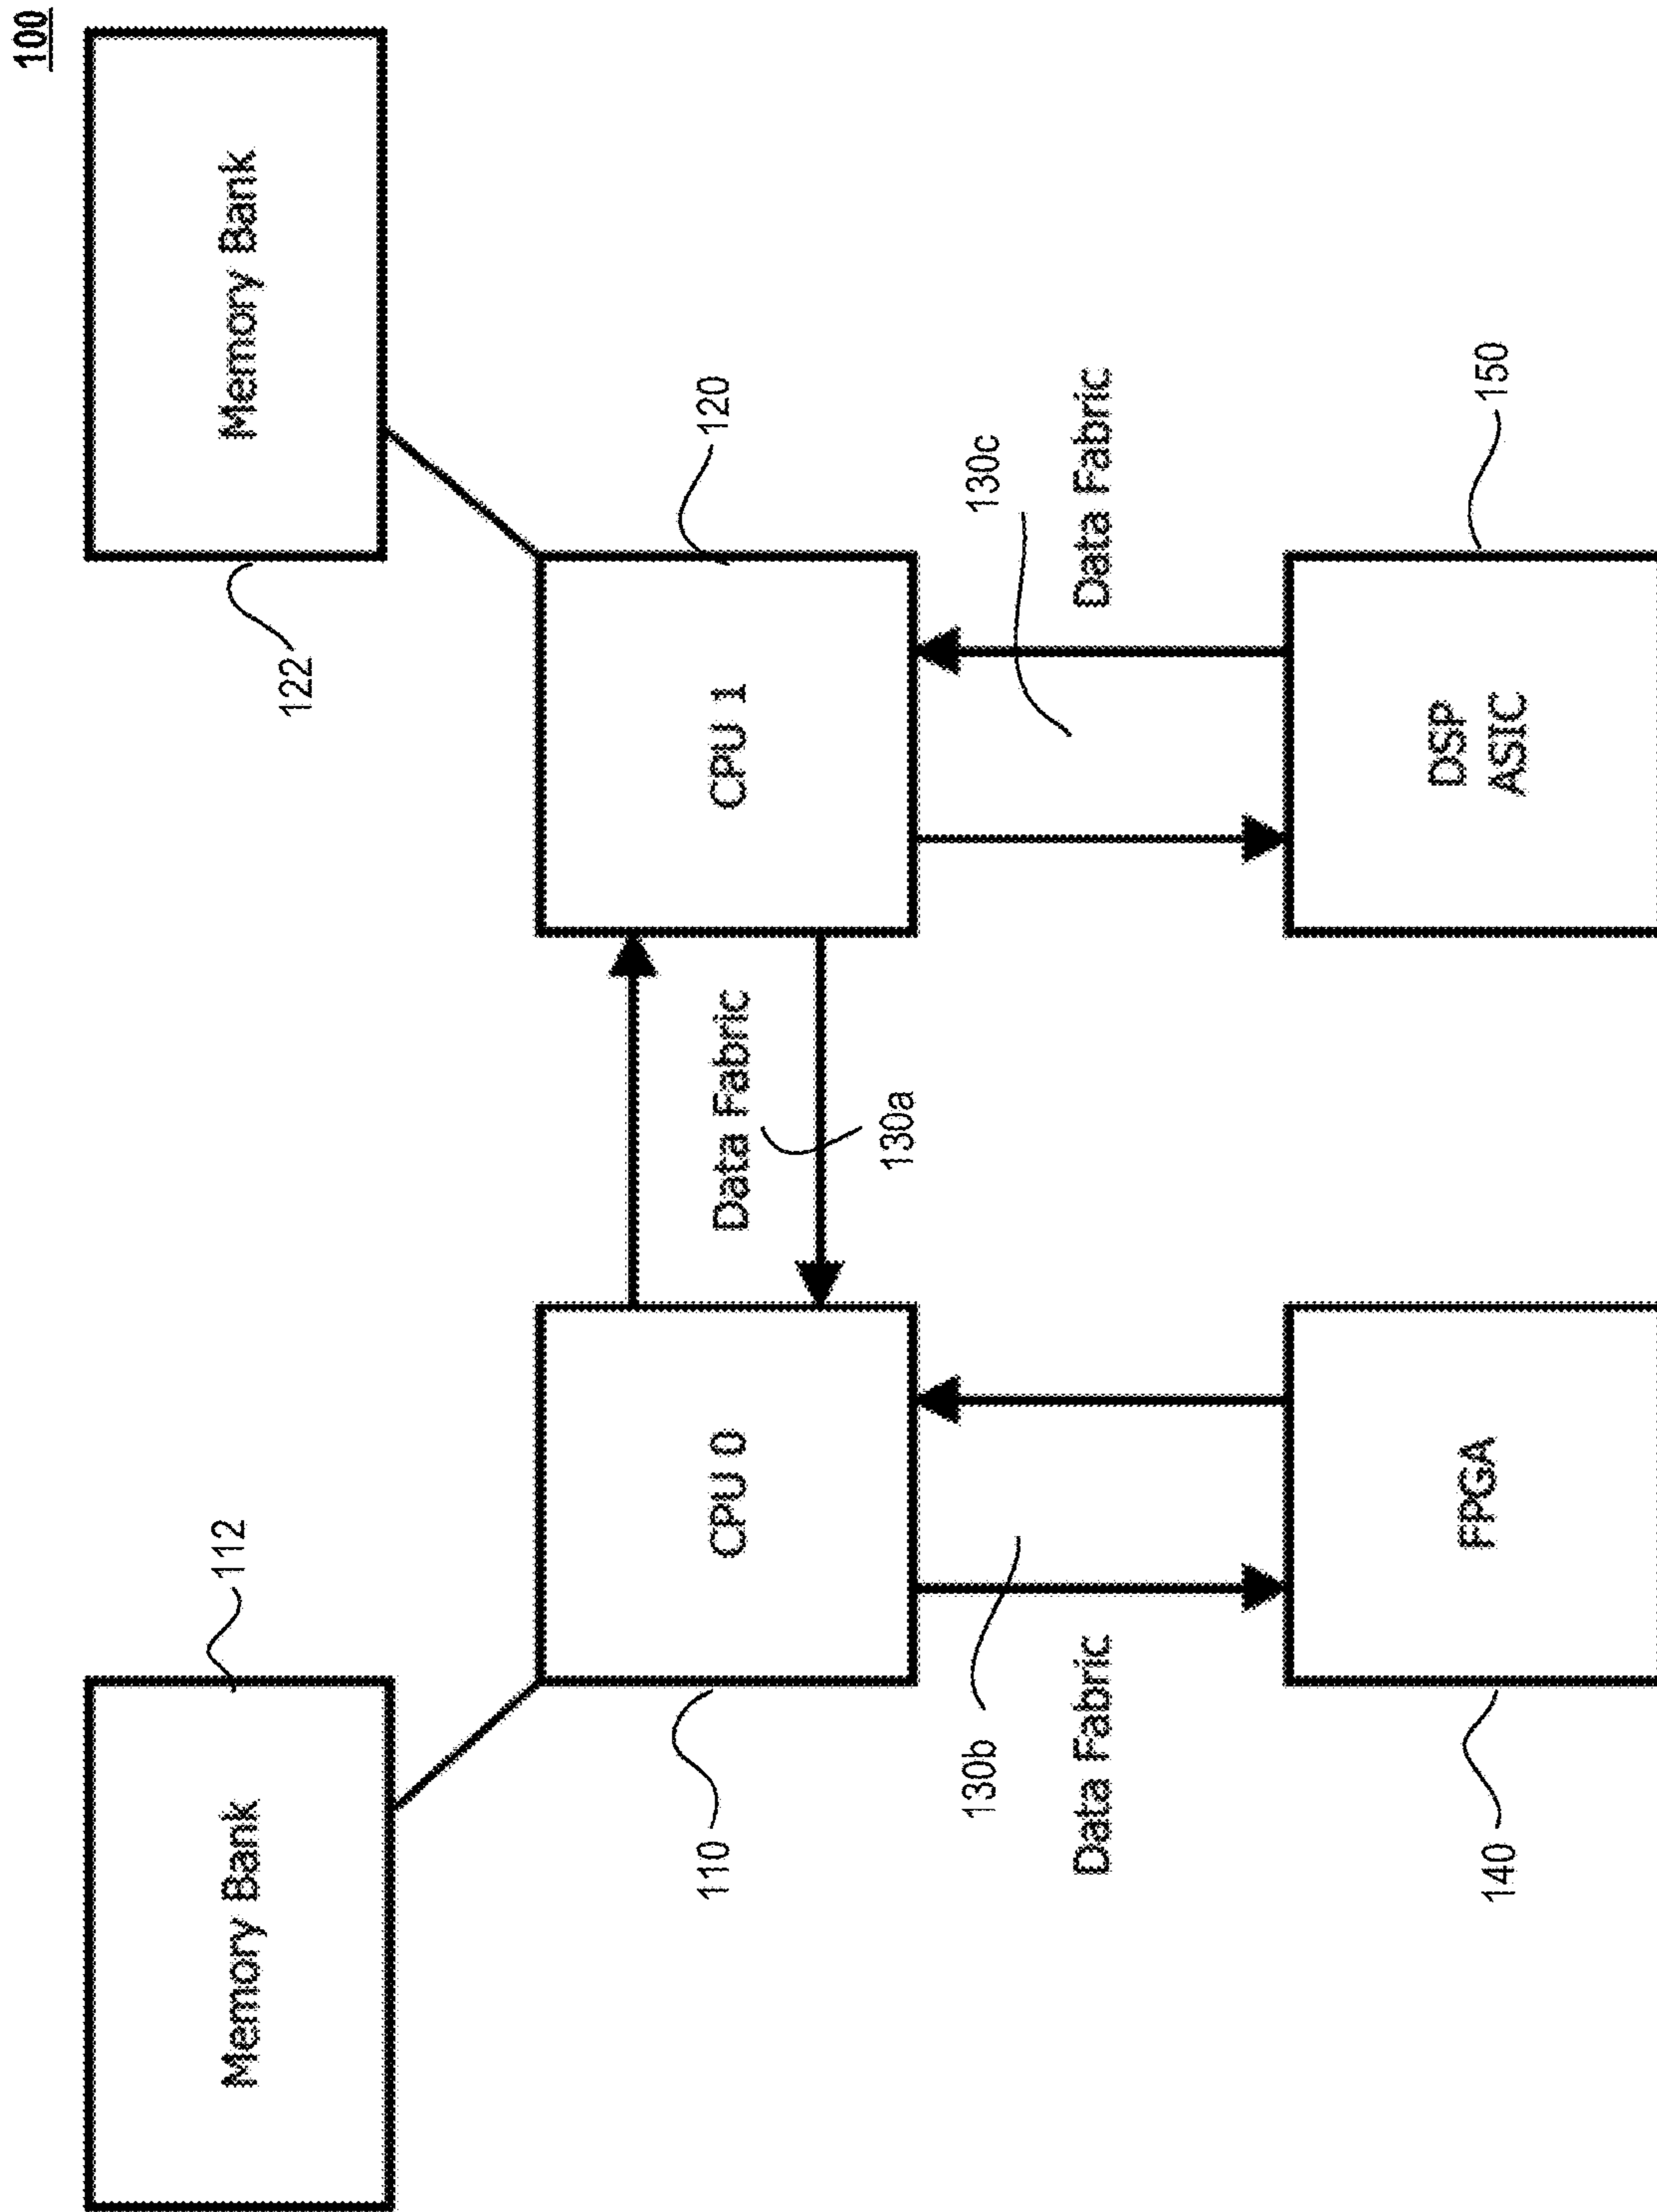 100
Memory Bank
Memory Bank
112
122
CPU 0
CPU 1
110
120
Data Fabric
130a
130b
130c
Data Fabric
Data Fabric
FPGA
DSP
ASIC
140
150